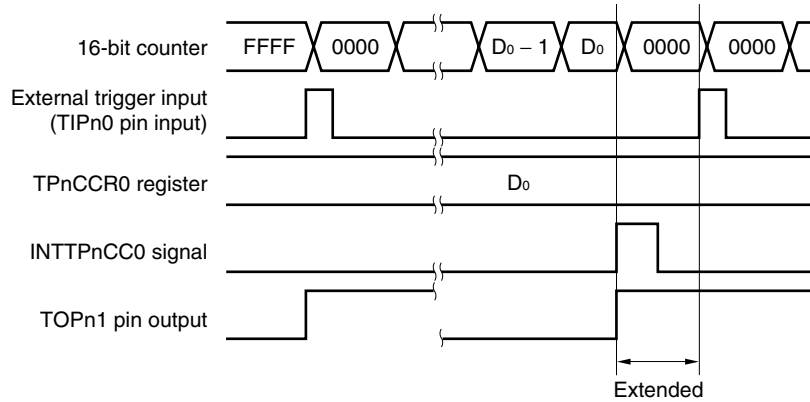 16-bit counter FFFF 0000 D0 − 1 D0 0000 0000
External trigger input
(TIPn0 pin input)
TPnCCR0 register D0
INTTPnCC0 signal
TOPn1 pin output
Extended